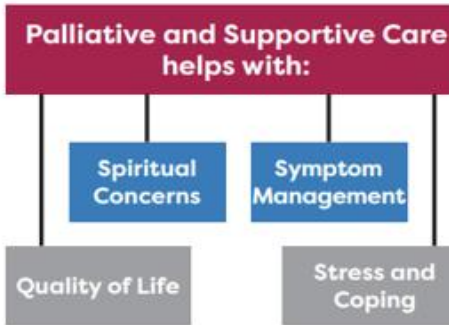 Palliative and Supportive Care
helps with:
Spiritual
Concerns
Symptom
Management
Quality of Life
Stress and
Coping